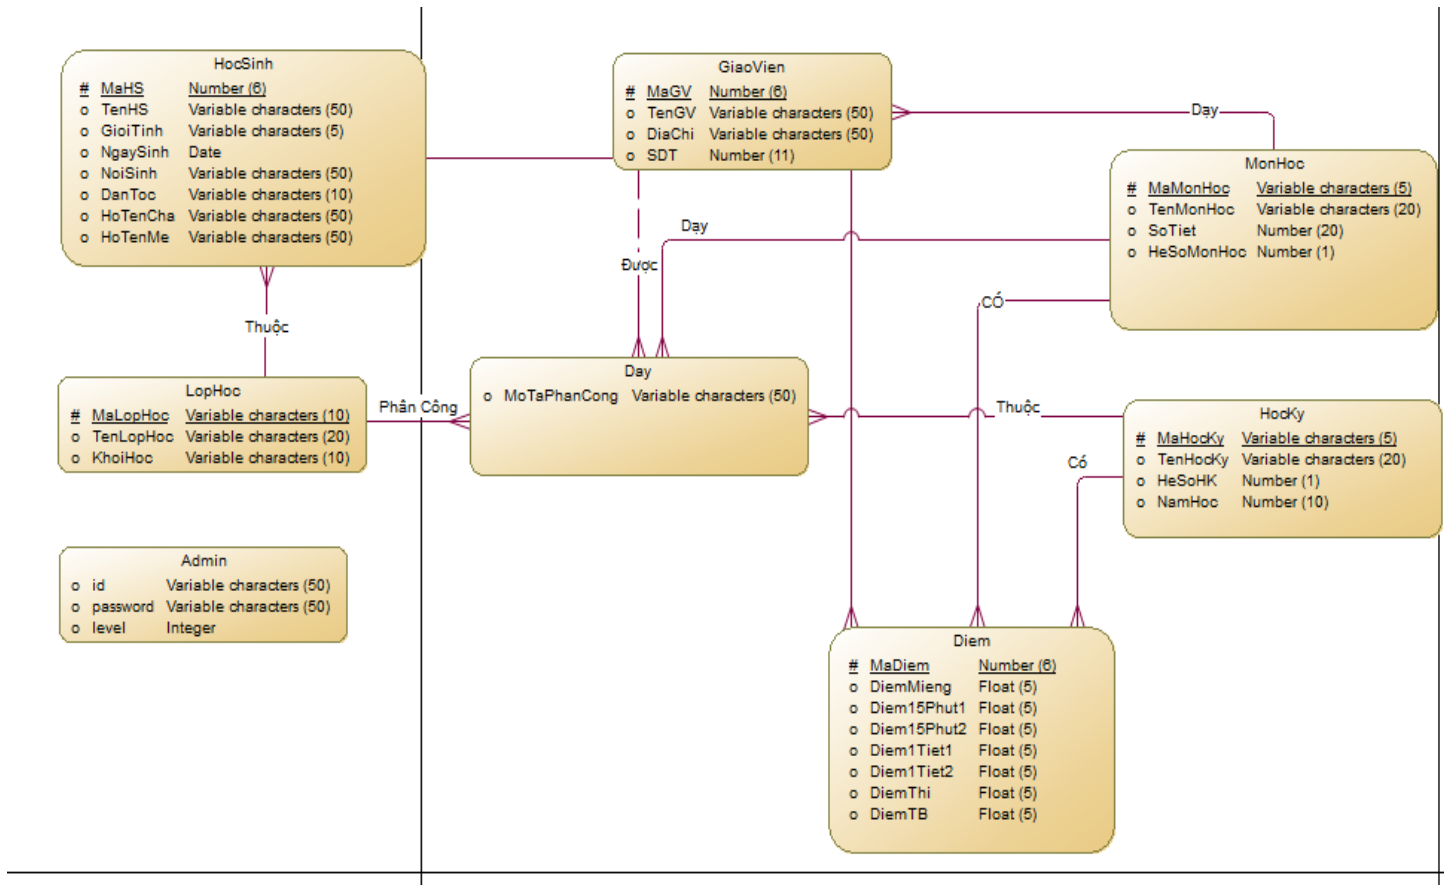 HocSinh
# MaHS Number (6)
o TenHS Variable characters (50)
o GioiTinh Variable characters (5)
o NgaySinh Date
o NoiSinh Variable characters (50)
o DanToc Variable characters (10)
o HoTenCha Variable characters (50)
o HoTenMe Variable characters (50)
GiaoVien
# MaGV Number (6)
o TenGV Variable characters (50)
o DiaChi Variable characters (50)
o SDT Number (11)
Dạy
MonHoc
# MaMonHoc Variable characters (5)
o TenMonHoc Variable characters (20)
o SoTiet Number (20)
o HeSoMonHoc Number (1)
Dạy
Được
CÓ
Thuộc
LopHoc
# MaLopHoc Variable characters (10)
o TenLopHoc Variable characters (20)
o KhoiHoc Variable characters (10)
Phân Công
Day
o MoTaPhanCong Variable characters (50)
Thuộc
HocKy
# MaHocKy Variable characters (5)
o TenHocKy Variable characters (20)
o HeSoHK Number (1)
o NamHoc Number (10)
Có
Admin
o id Variable characters (50)
o password Variable characters (50)
o level Integer
Diem
# MaDiem Number (6)
o DiemMieng Float (5)
o Diem15Phut1 Float (5)
o Diem15Phut2 Float (5)
o Diem1Tiet1 Float (5)
o Diem1Tiet2 Float (5)
o DiemThi Float (5)
o DiemTB Float (5)